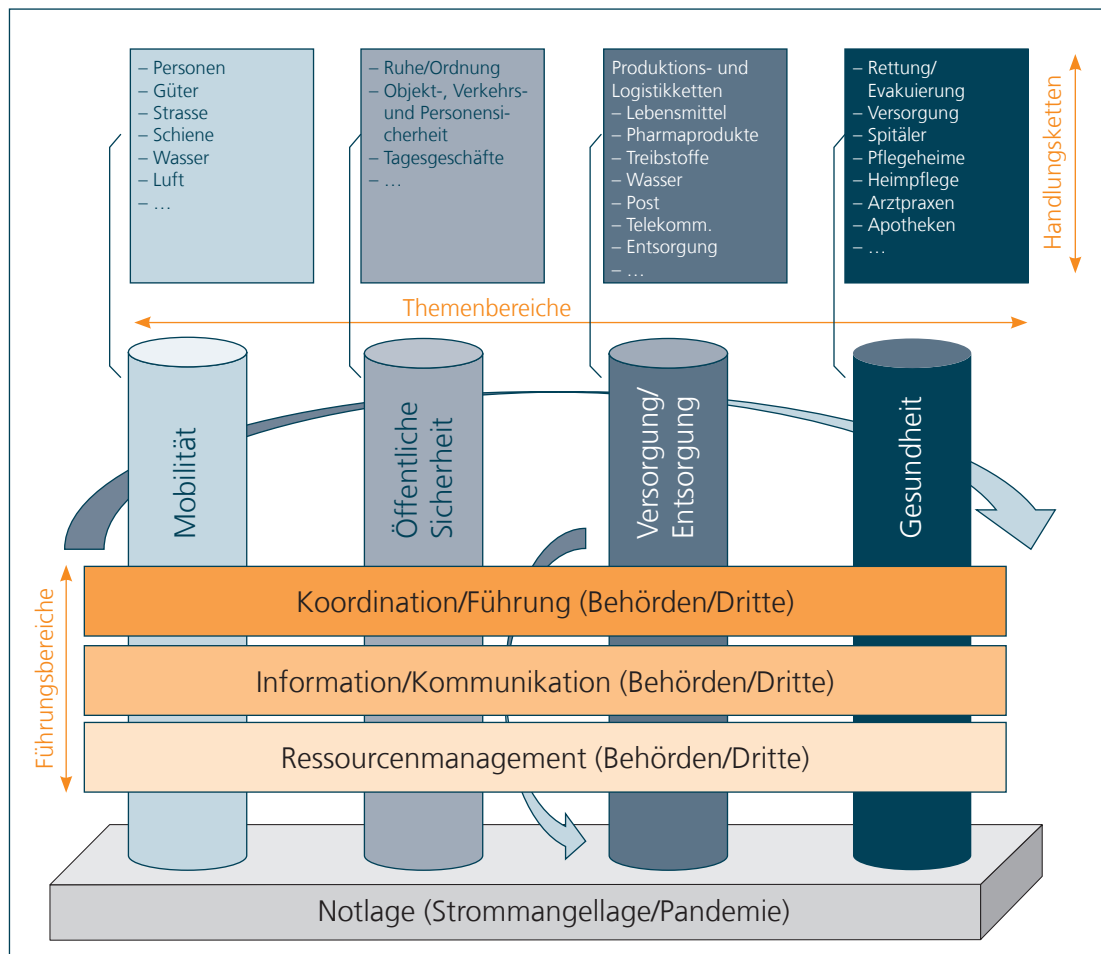 – Personen
– Güter
– Strasse
– Schiene
– Wasser
– Luft
– …
– Ruhe/Ordnung
– Objekt-, Verkehrs-
und Personensi-
cherheit
– Tagesgeschäfte
– …
Produktions- und
Logistikketten
– Lebensmittel
– Pharmaprodukte
– Treibstoffe
– Wasser
– Post
– Telekomm.
– Entsorgung
– …
– Rettung/
Evakuierung
– Versorgung
– Spitäler
– Pflegeheime
– Heimpflege
– Arztpraxen
– Apotheken
– …
Handlungsketten
Themenbereiche
Mobilität
Öffentliche
Sicherheit
Versorgung/
Entsorgung
Gesundheit
Führungsbereiche
Koordination/Führung (Behörden/Dritte)
Information/Kommunikation (Behörden/Dritte)
Ressourcenmanagement (Behörden/Dritte)
Notlage (Strommangellage/Pandemie)